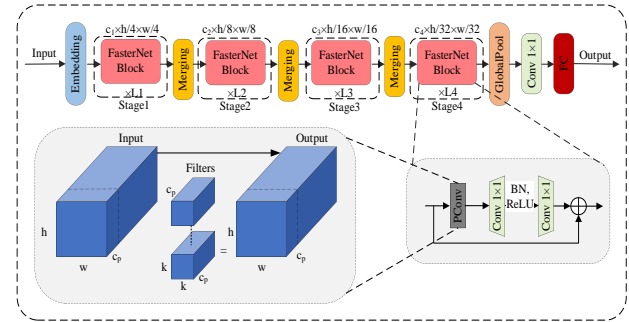 c₁×h/4×w/4
c₂×h/8×w/8
c₃×h/16×w/16
c₄×h/32×w/32
Input
Embedding
FasterNet
Block
×L1
Stage1
Merging
FasterNet
Block
×L2
Stage2
Merging
FasterNet
Block
×L3
Stage3
Merging
FasterNet
Block
×L4
Stage4
GlobalPool
Conv 1×1
FC
Output
Input
Output
Filters
cₚ
h
w
cₚ
k
k
cₚ
=
h
w
cₚ
PConv
Conv 1×1
BN,
ReLU
Conv 1×1